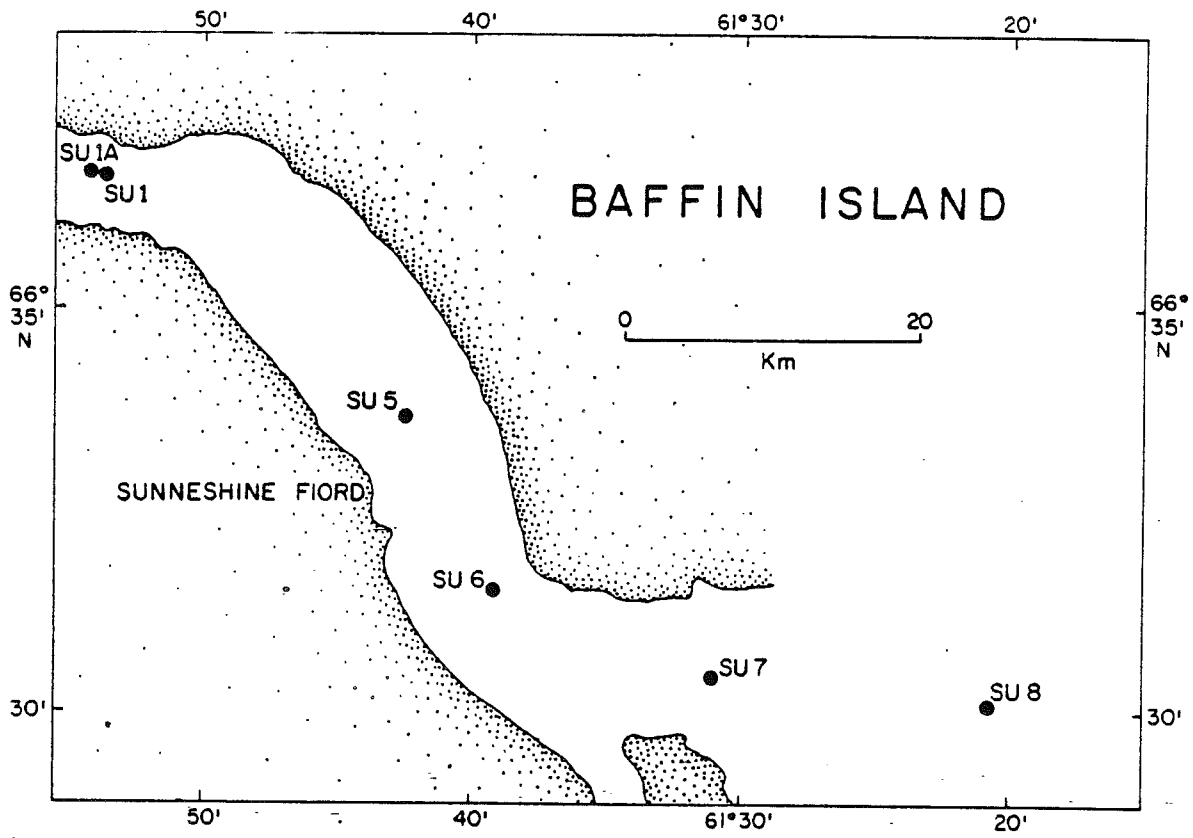 50' 40' 61°30' 20'
SU 1A
SU 1
BAFFIN ISLAND
66°
35'
N
66°
35'
N
0 20
Km
SU 5
SUNNESHINE FIORD
SU 6
SU 7
SU 8
30' 30'
50' 40' 61°30' 20'